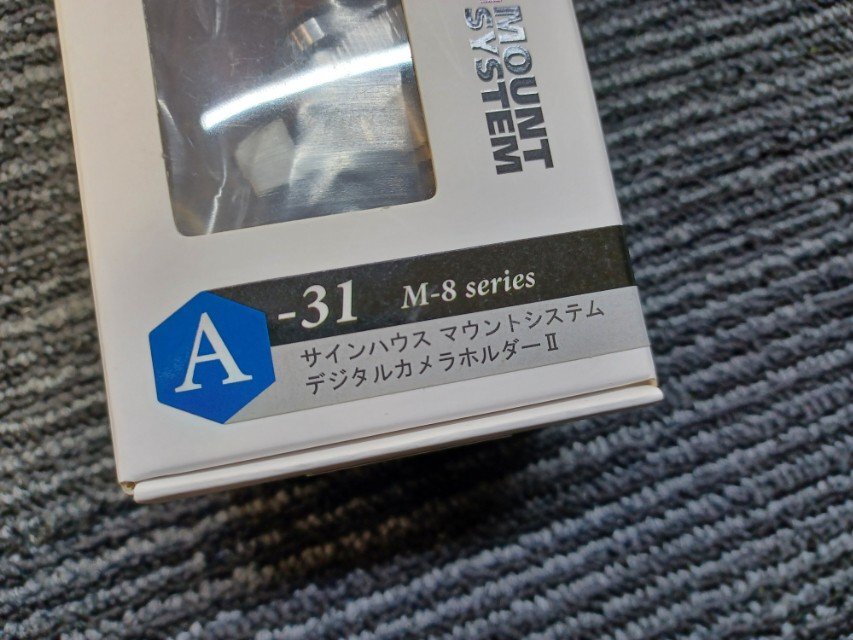 MOUNT
SYSTEM
A -31 M-8 series
サインハウス マウントシステム
デジタルカメラホルダーⅡ